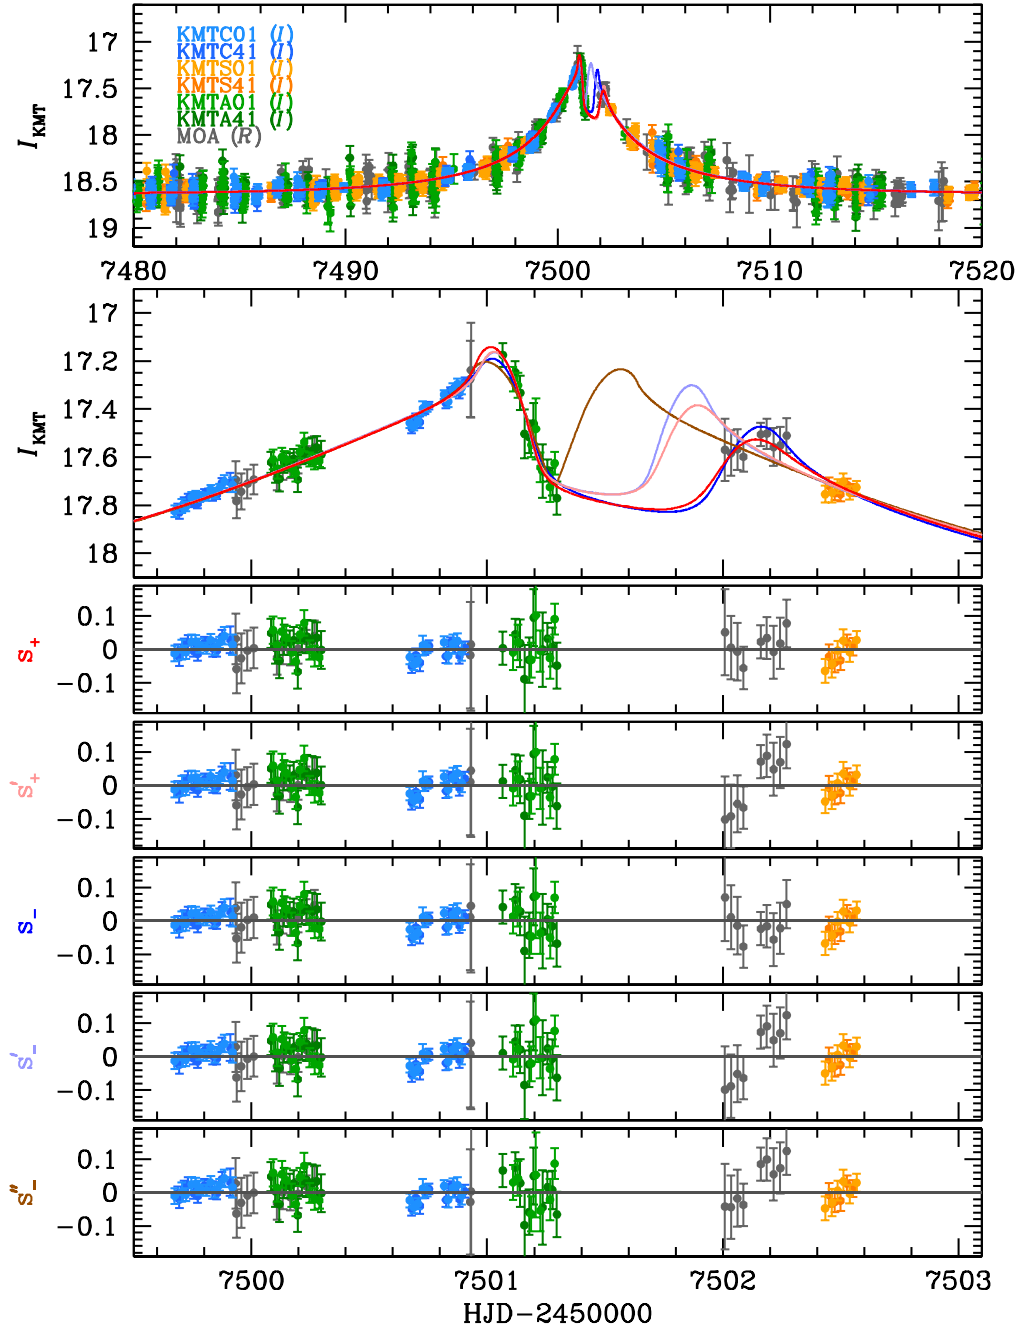 KMTC01 (I)
KMTC41 (I)
KMTS01 (I)
KMTS41 (I)
KMTA01 (I)
KMTA41 (I)
MOA (R)
I_KMT
17
17.5
18
18.5
19
7480 7490 7500 7510 7520
I_KMT
17
17.2
17.4
17.6
17.8
18
s₊
0.1
0
−0.1
s′₊
0.1
0
−0.1
s₋
0.1
0
−0.1
s′₋
0.1
0
−0.1
s″₋
0.1
0
−0.1
7500 7501 7502 7503
HJD−2450000